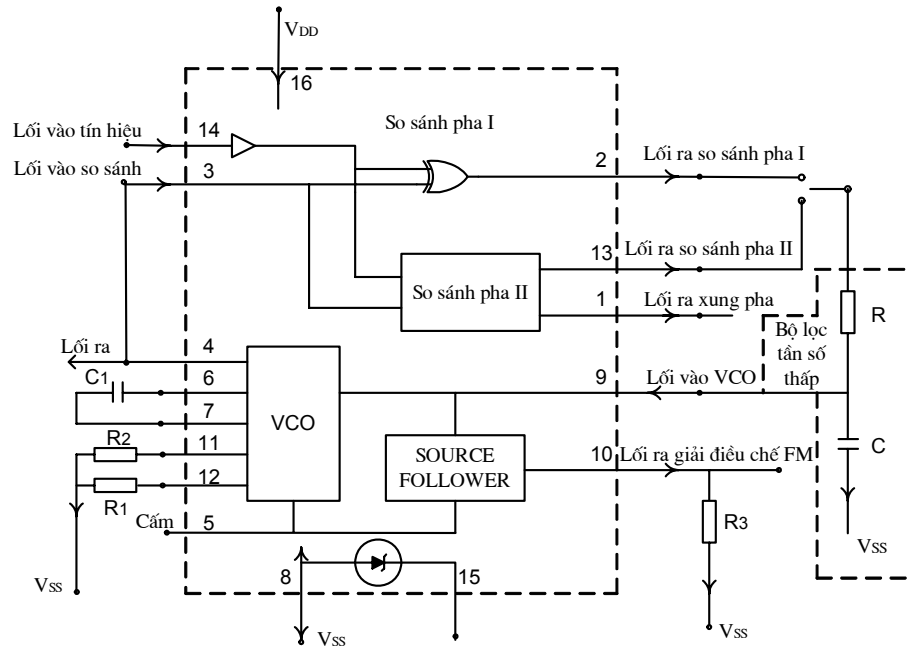 VDD
16
So sánh pha I
Lối vào tín hiệu
14
Lối vào so sánh
3
2
Lối ra so sánh pha I
13
Lối ra so sánh pha II
So sánh pha II
1
Lối ra xung pha
R
Bộ lọc
tần số
thấp
Lối ra
4
C1
6
7
VCO
9
Lối vào VCO
R2
11
R1
12
SOURCE
FOLLOWER
10
Lối ra giải điều chế FM
C
Cấm
5
R3
VSS
8
15
VSS
VSS
VSS